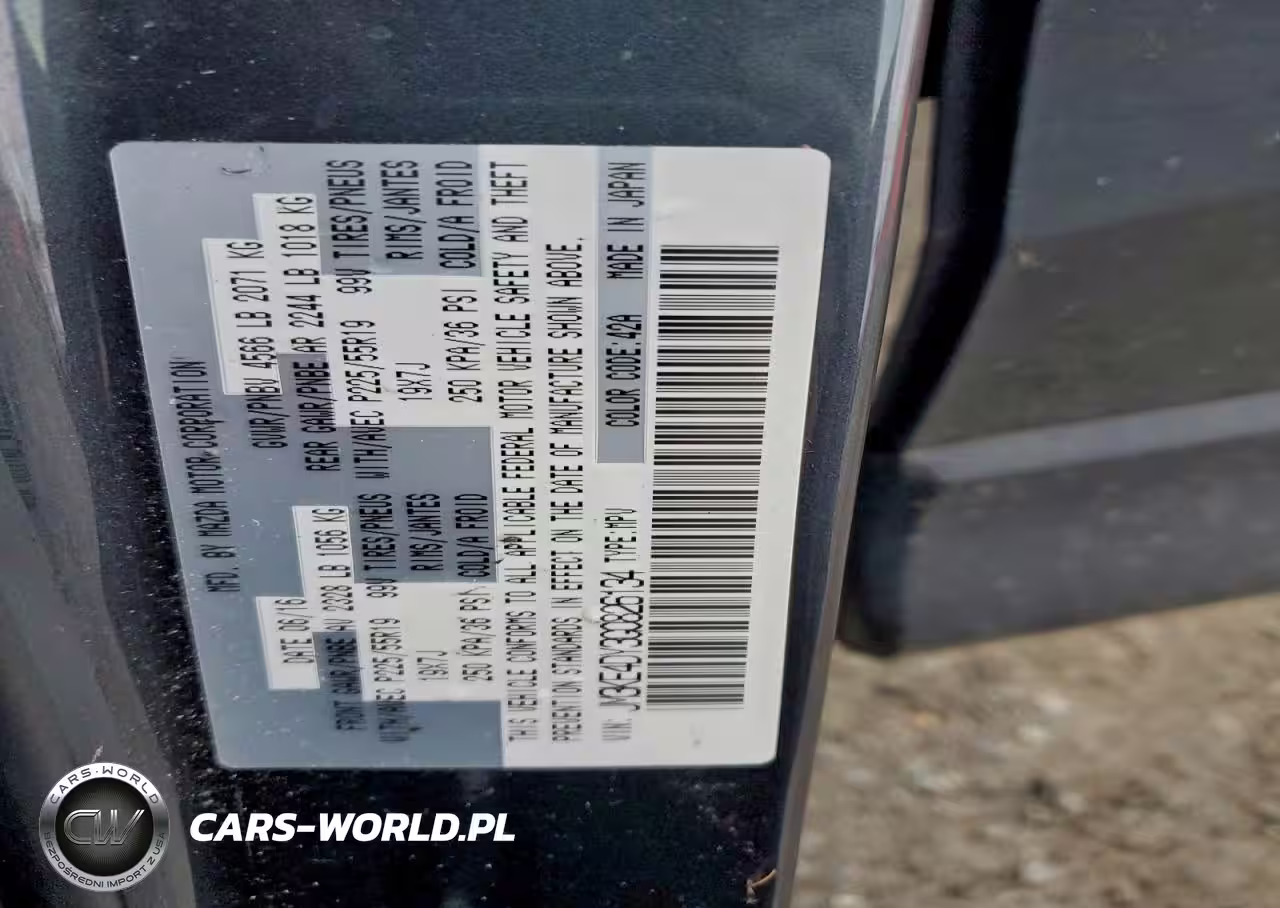 MFD. BY MAZDA MOTOR CORPORATION
DATE 06/16
GVWR/PNBV 4566 LB 2071 KG
FRONT GAWR/PNBE AV 2328 LB 1056 KG
REAR GAWR/PNBE AR 2244 LB 1018 KG
WITH/AVEC P225/55R19 99V TIRES/PNEUS
WITH/AVEC P225/55R19 99V TIRES/PNEUS
19X7J RIMS/JANTES
19X7J RIMS/JANTES
250 KPA/36 PSI COLD/A FROID
250 KPA/36 PSI COLD/A FROID
THIS VEHICLE CONFORMS TO ALL APPLICABLE FEDERAL MOTOR VEHICLE SAFETY AND THEFT
PREVENTION STANDARDS IN EFFECT ON THE DATE OF MANUFACTURE SHOWN ABOVE.
VIN: JM3KE4DY3G0826134 TYPE:MPV COLOR CODE:42A MADE IN JAPAN
CARS-WORLD
CW
BEZPOŚREDNI IMPORT Z USA
CARS-WORLD.PL